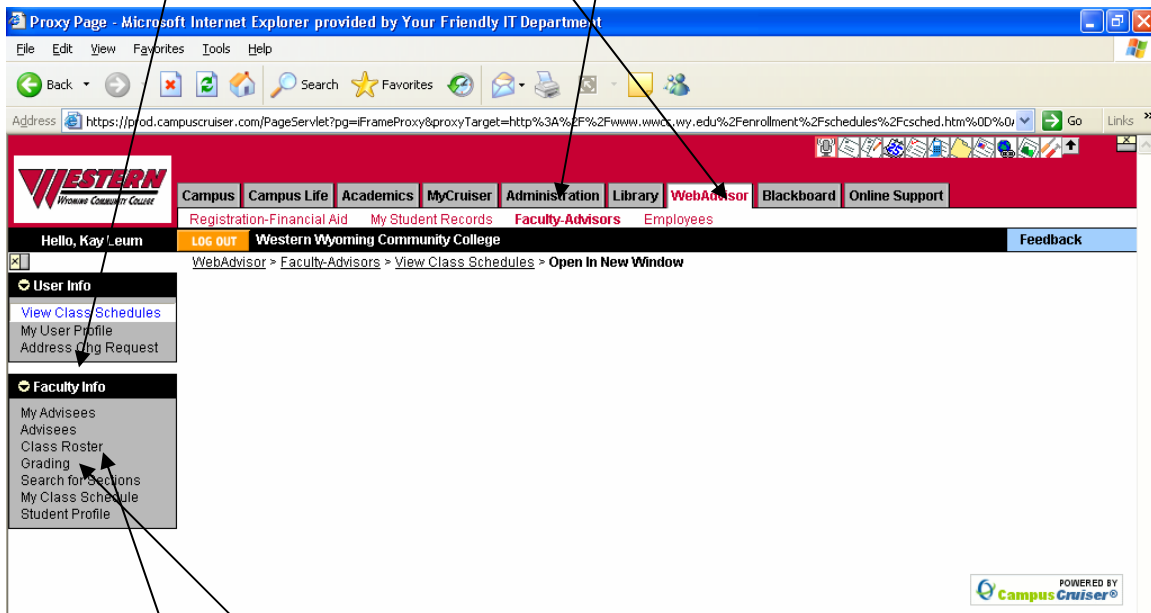 Proxy Page - Microsoft Internet Explorer provided by Your Friendly IT Department
File Edit View Favorites Tools Help
Back Search Favorites
Address https://prod.campuscruiser.com/PageServlet?pg=iFrameProxy&proxyTarget=http%3A%2F%2Fwww.wwcc.wy.edu%2Fenrollment%2Fschedules%2Fcsched.htm%0D%0 Go Links »
WESTERN
WYOMING COMMUNITY COLLEGE
Campus Campus Life Academics MyCruiser Administration Library WebAdvisor Blackboard Online Support
Registration-Financial Aid My Student Records Faculty-Advisors Employees
Hello, Kay Leum LOG OUT Western Wyoming Community College Feedback
WebAdvisor > Faculty-Advisors > View Class Schedules > Open In New Window
User Info
View Class Schedules
My User Profile
Address Chg Request
Faculty Info
My Advisees
Advisees
Class Roster
Grading
Search for Sections
My Class Schedule
Student Profile
POWERED BY
CampusCruiser®